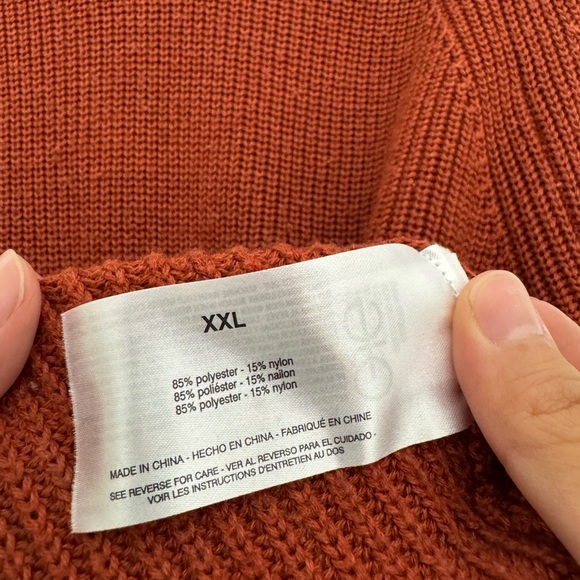 XXL
85% polyester - 15% nylon
85% poliéster - 15% nailon
85% polyester - 15% nylon
MADE IN CHINA - HECHO EN CHINA - FABRIQUÉ EN CHINE
SEE REVERSE FOR CARE - VER AL REVERSO PARA EL CUIDADO -
VOIR LES INSTRUCTIONS D'ENTRETIEN AU DOS